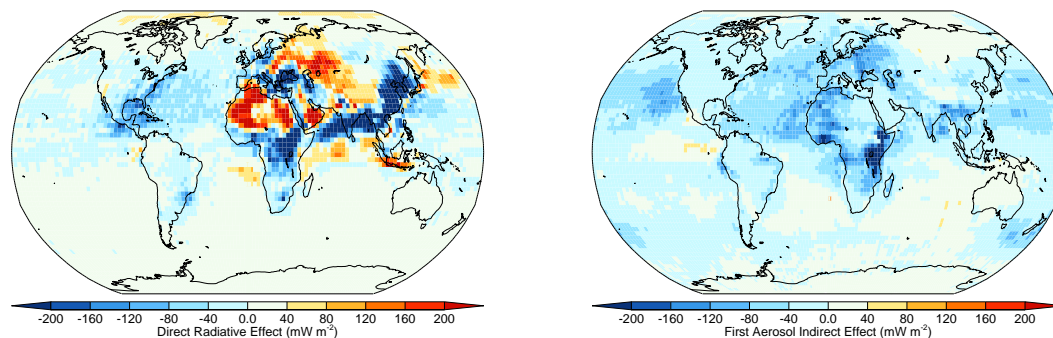 -200 -160 -120 -80 -40 0.0 40 80 120 160 200
Direct Radiative Effect (mW m-2)
-200 -160 -120 -80 -40 0.0 40 80 120 160 200
First Aerosol Indirect Effect (mW m-2)